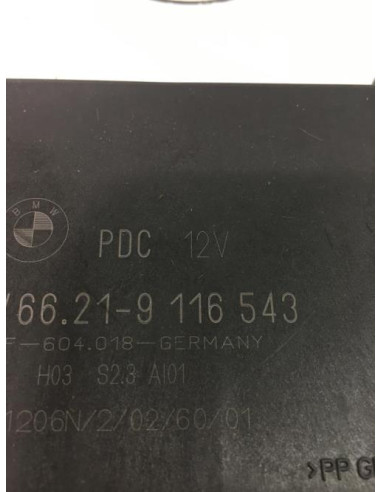 BMW
PDC 12V
/66.21-9 116 543
F-604.018-GERMANY
H03 S2.3 AI01
1206N/2/02/60/01
>PP G